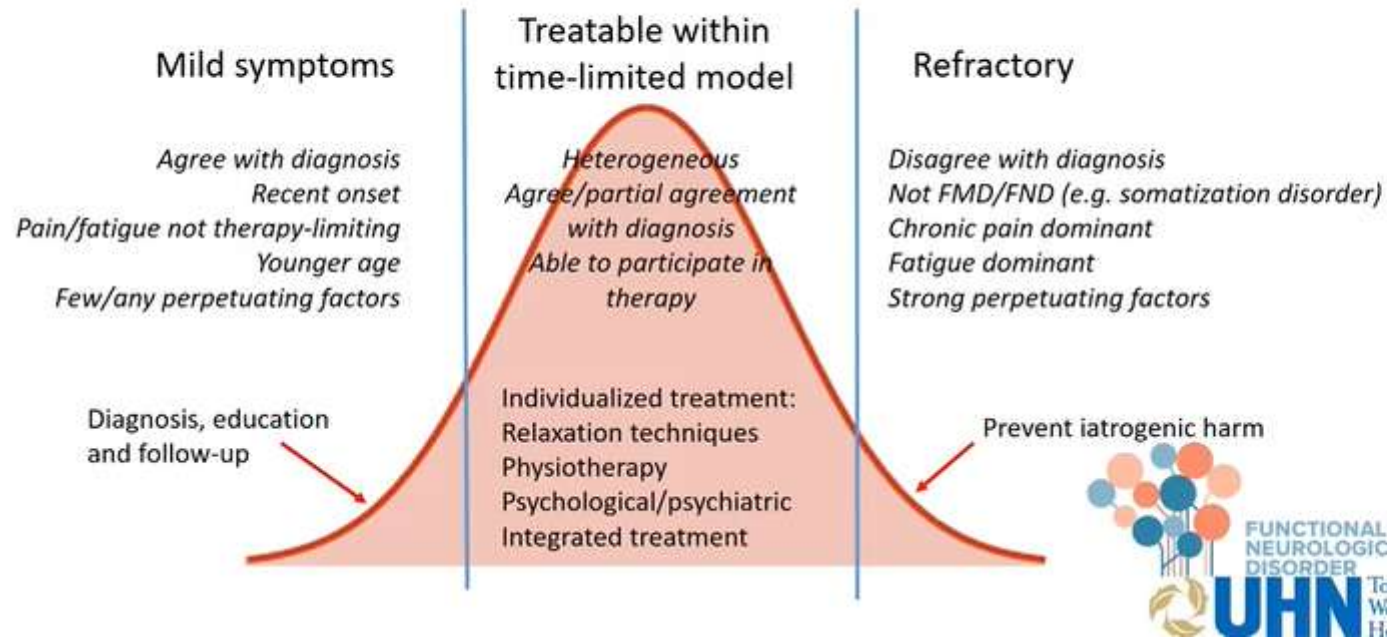 Mild symptoms
Agree with diagnosis
Recent onset
Pain/fatigue not therapy-limiting
Younger age
Few/any perpetuating factors
Diagnosis, education
and follow-up
Treatable within
time-limited model
Heterogeneous
Agree/partial agreement
with diagnosis
Able to participate in
therapy
Individualized treatment:
Relaxation techniques
Physiotherapy
Psychological/psychiatric
Integrated treatment
Refractory
Disagree with diagnosis
Not FMD/FND (e.g. somatization disorder)
Chronic pain dominant
Fatigue dominant
Strong perpetuating factors
Prevent iatrogenic harm
FUNCTIONAL
NEUROLOGIC
DISORDER
UHN